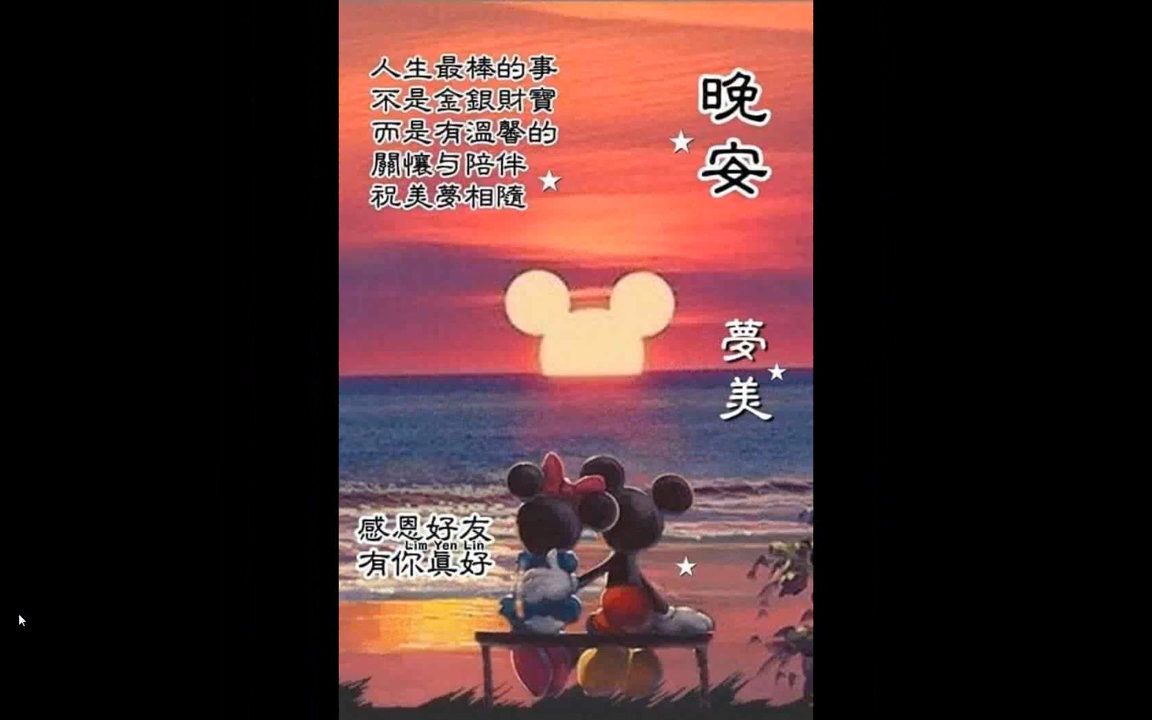 人生最棒的事
不是金銀財寶
而是有溫馨的
關懷与陪伴
祝美夢相隨
晚安
夢美
感恩好友
Lim Yen Lin
有你真好